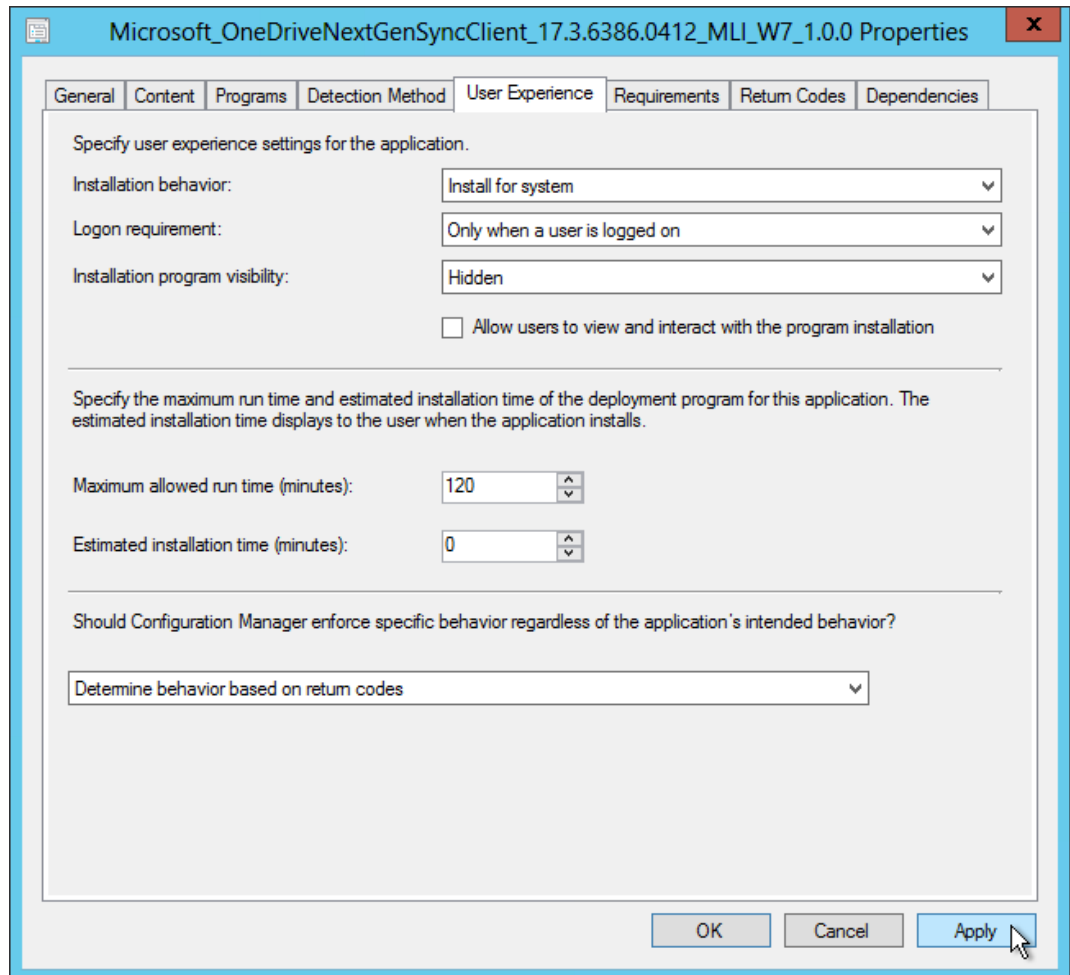 Microsoft_OneDriveNextGenSyncClient_17.3.6386.0412_MLI_W7_1.0.0 Properties
x
General Content Programs Detection Method User Experience Requirements Return Codes Dependencies
Specify user experience settings for the application.
Installation behavior: Install for system
Logon requirement: Only when a user is logged on
Installation program visibility: Hidden
Allow users to view and interact with the program installation
Specify the maximum run time and estimated installation time of the deployment program for this application. The
estimated installation time displays to the user when the application installs.
Maximum allowed run time (minutes): 120
Estimated installation time (minutes): 0
Should Configuration Manager enforce specific behavior regardless of the application's intended behavior?
Determine behavior based on return codes
OK Cancel Apply